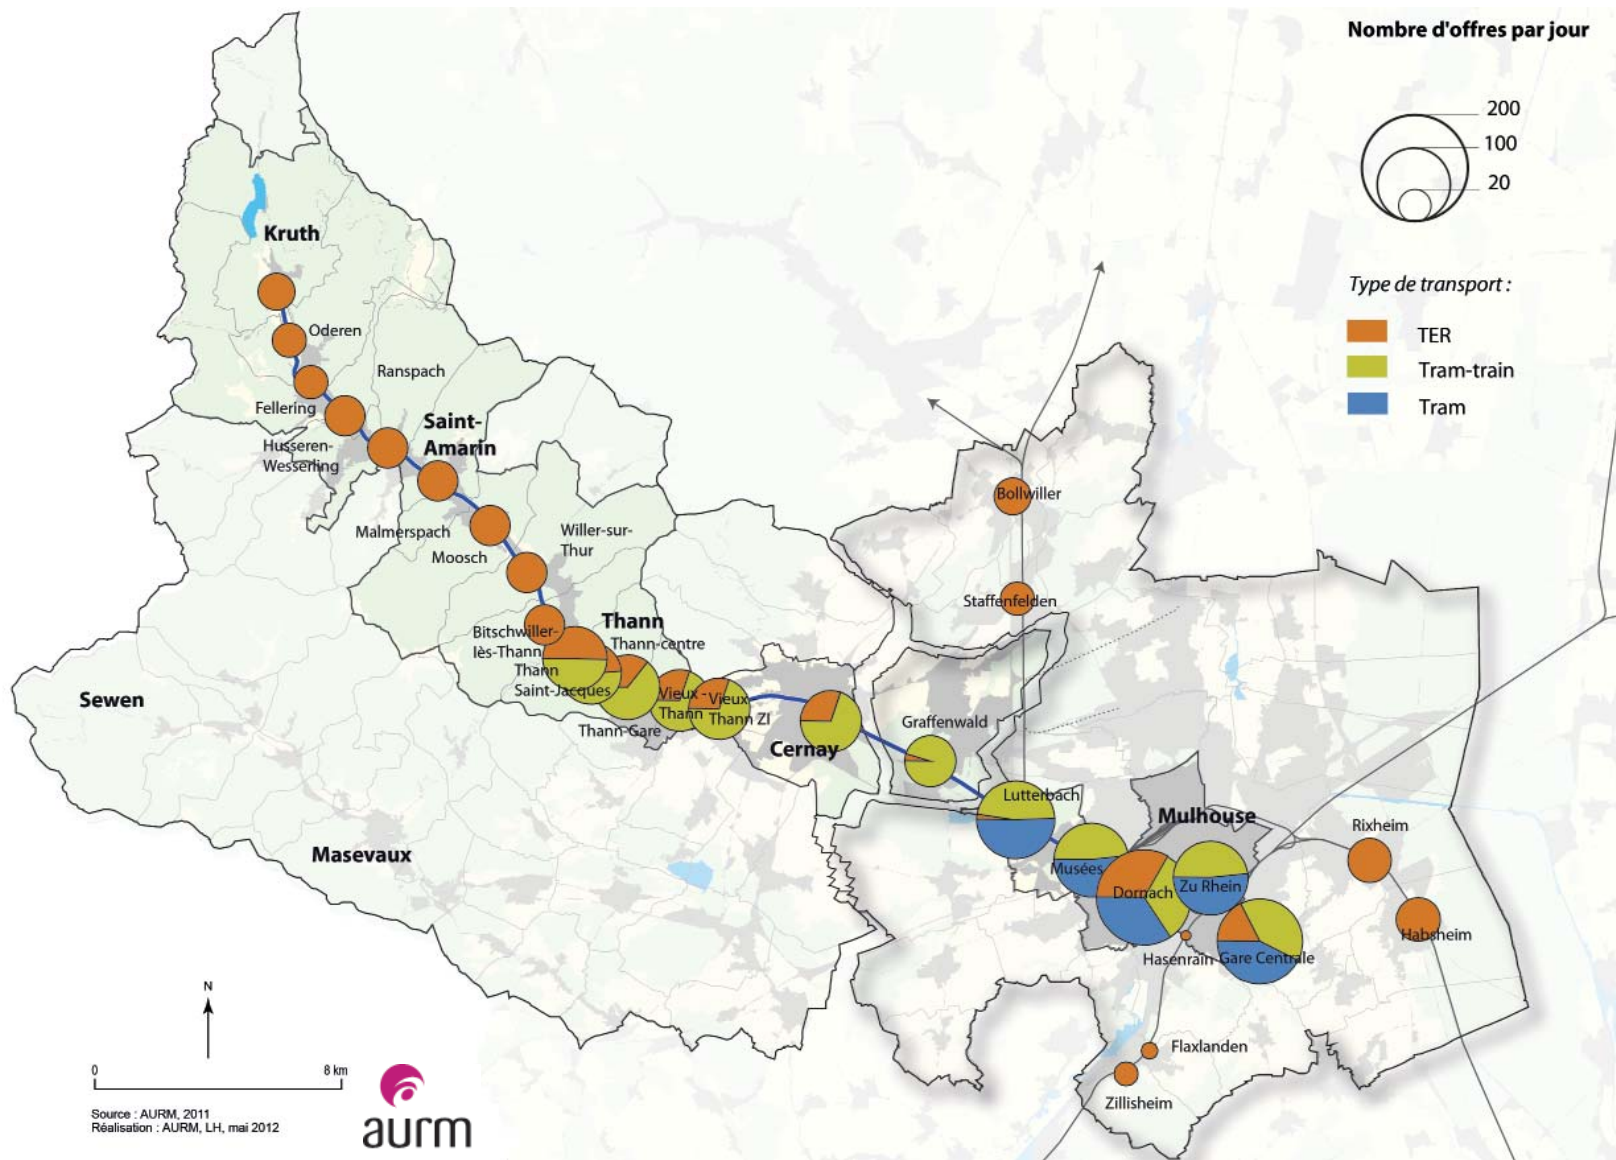 Nombre d'offres par jour
200
100
20
Type de transport :
TER
Tram-train
Tram
Kruth
Oderen
Ranspach
Fellering
Saint-
Amarin
Husseren-
Wesserling
Malmerspach
Moosch
Willer-sur-
Thur
Bollwiller
Staffenfelden
Thann
Thann-centre
Bitschwiller-
lès-Thann
Thann
Saint-Jacques
Thann-Gare
Vieux -
Thann
Vieux
Thann ZI
Cernay
Graffenwald
Sewen
Masevaux
Lutterbach
Mulhouse
Musées
Dornach
Zu Rhein
Rixheim
Habsheim
Hasenrain
Gare Centrale
Flaxlanden
Zillisheim
N
0
8 km
Source : AURM, 2011
Réalisation : AURM, LH, mai 2012
aurm